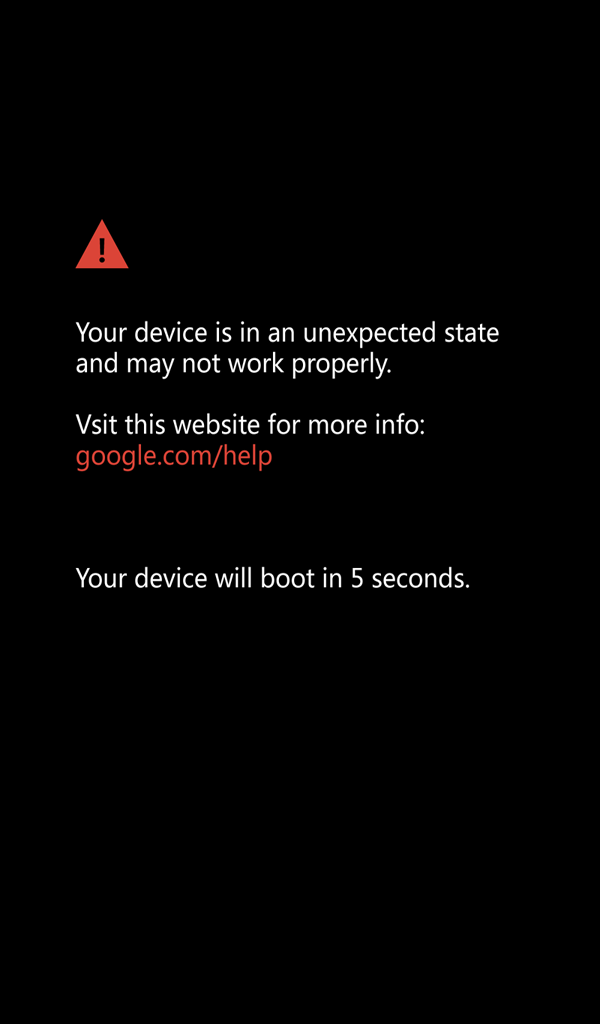 !
Your device is in an unexpected state
and may not work properly.
Vsit this website for more info:
google.com/help
Your device will boot in 5 seconds.